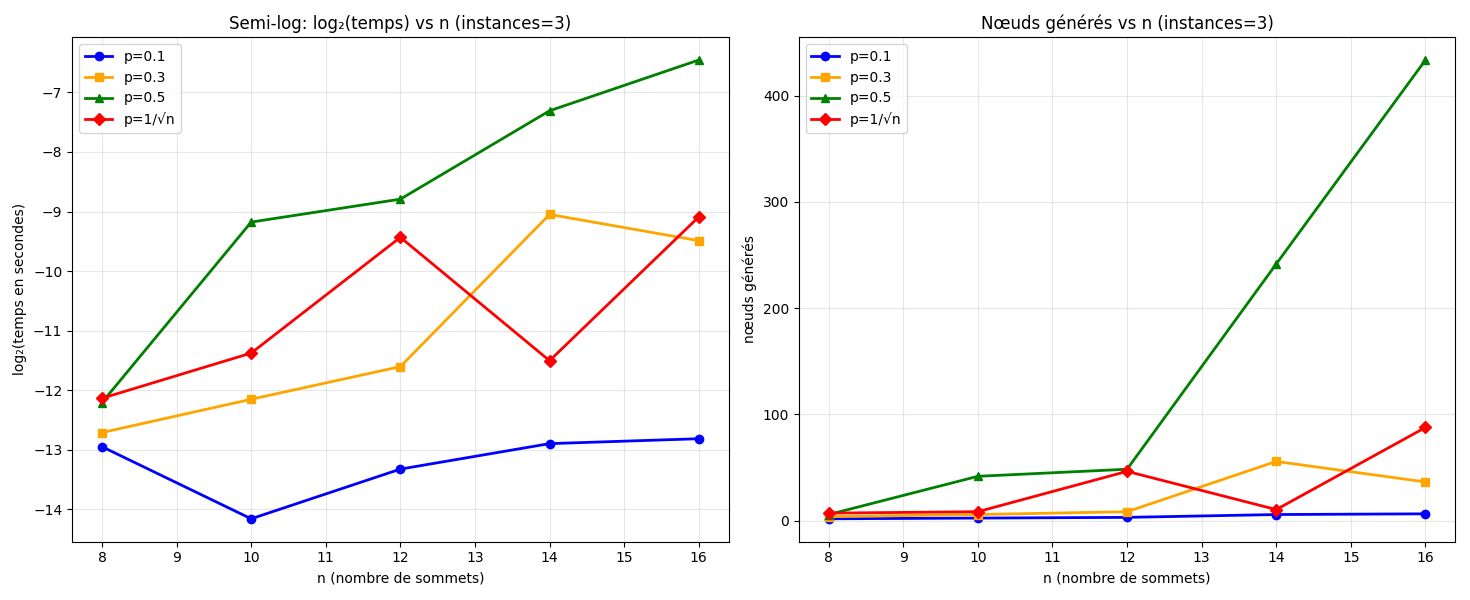 Semi-log: log₂(temps) vs n (instances=3)
p=0.1
p=0.3
p=0.5
p=1/√n
−7
−8
−9
−10
−11
−12
−13
−14
log₂(temps en secondes)
8 9 10 11 12 13 14 15 16
n (nombre de sommets)
Nœuds générés vs n (instances=3)
p=0.1
p=0.3
p=0.5
p=1/√n
400
300
200
100
0
nœuds générés
8 9 10 11 12 13 14 15 16
n (nombre de sommets)